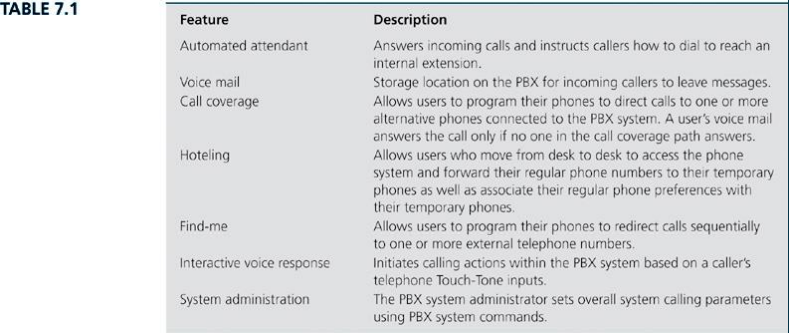 TABLE 7.1
Feature Description
Automated attendant Answers incoming calls and instructs callers how to dial to reach an
internal extension.
Voice mail Storage location on the PBX for incoming callers to leave messages.
Call coverage Allows users to program their phones to direct calls to one or more
alternative phones connected to the PBX system. A user's voice mail
answers the call only if no one in the call coverage path answers.
Hoteling Allows users who move from desk to desk to access the phone
system and forward their regular phone numbers to their temporary
phones as well as associate their regular phone preferences with
their temporary phones.
Find-me Allows users to program their phones to redirect calls sequentially
to one or more external telephone numbers.
Interactive voice response Initiates calling actions within the PBX system based on a caller's
telephone Touch-Tone inputs.
System administration The PBX system administrator sets overall system calling parameters
using PBX system commands.